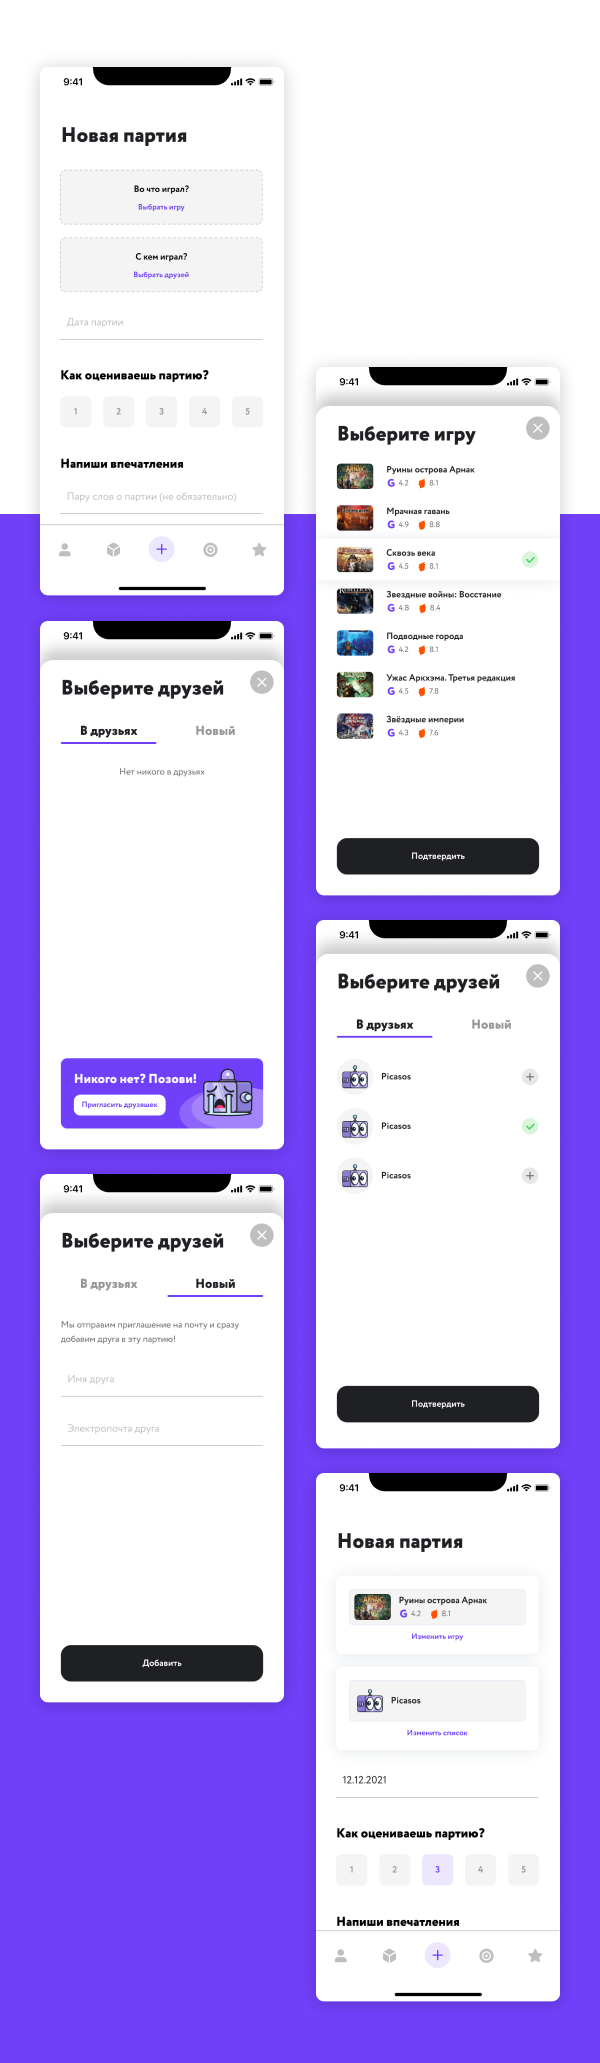 9:41
Новая партия
Во что играл?
Выбрать игру
С кем играл?
Выбрать друзей
Дата партии
Как оцениваешь партию?
1 2 3 4 5
Напиши впечатления
Пару слов о партии (не обязательно)
9:41
Выберите игру
Руины острова Арнак
G 4.2 8.1
Мрачная гавань
G 4.9 8.8
Сквозь века
G 4.5 8.1
Звездные войны: Восстание
G 4.8 8.4
Подводные города
G 4.2 8.1
Ужас Аркхэма. Третья редакция
G 4.5 7.8
Звёздные империи
G 4.3 7.6
Подтвердить
9:41
Выберите друзей
В друзьях Новый
Нет никого в друзьях
Никого нет? Позови!
Пригласить друзяшек
9:41
Выберите друзей
В друзьях Новый
Picasos
Picasos
Picasos
Подтвердить
9:41
Выберите друзей
В друзьях Новый
Мы отправим приглашение на почту и сразу
добавим друга в эту партию!
Имя друга
Электропочта друга
Добавить
9:41
Новая партия
АРНАК
Руины острова Арнак
G 4.2 8.1
Изменить игру
Picasos
Изменить список
12.12.2021
Как оцениваешь партию?
1 2 3 4 5
Напиши впечатления